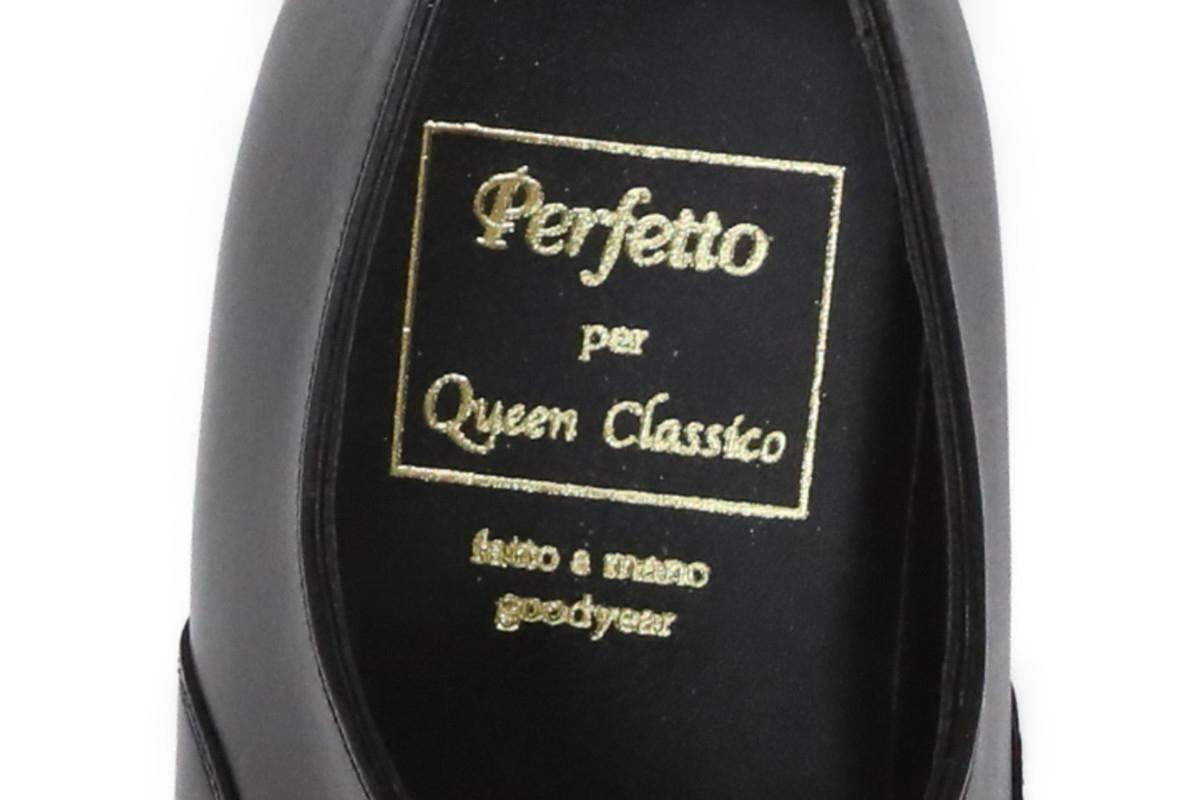 Perfetto
per
Queen Classico
fatto a mano
goodyear